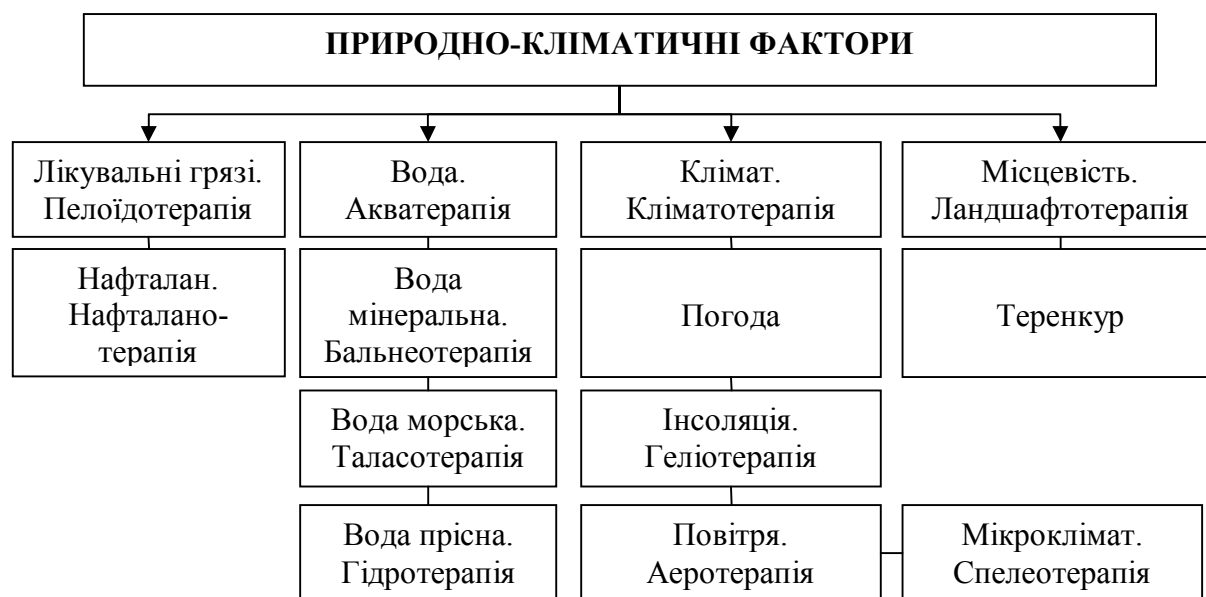 ПРИРОДНО-КЛІМАТИЧНІ ФАКТОРИ
Лікувальні грязі.
Пелоїдотерапія
Вода.
Акватерапія
Клімат.
Кліматотерапія
Місцевість.
Ландшафтотерапія
Нафталан.
Нафталано-
терапія
Вода
мінеральна.
Бальнеотерапія
Погода
Теренкур
Вода морська.
Таласотерапія
Інсоляція.
Геліотерапія
Вода прісна.
Гідротерапія
Повітря.
Аеротерапія
Мікроклімат.
Спелеотерапія